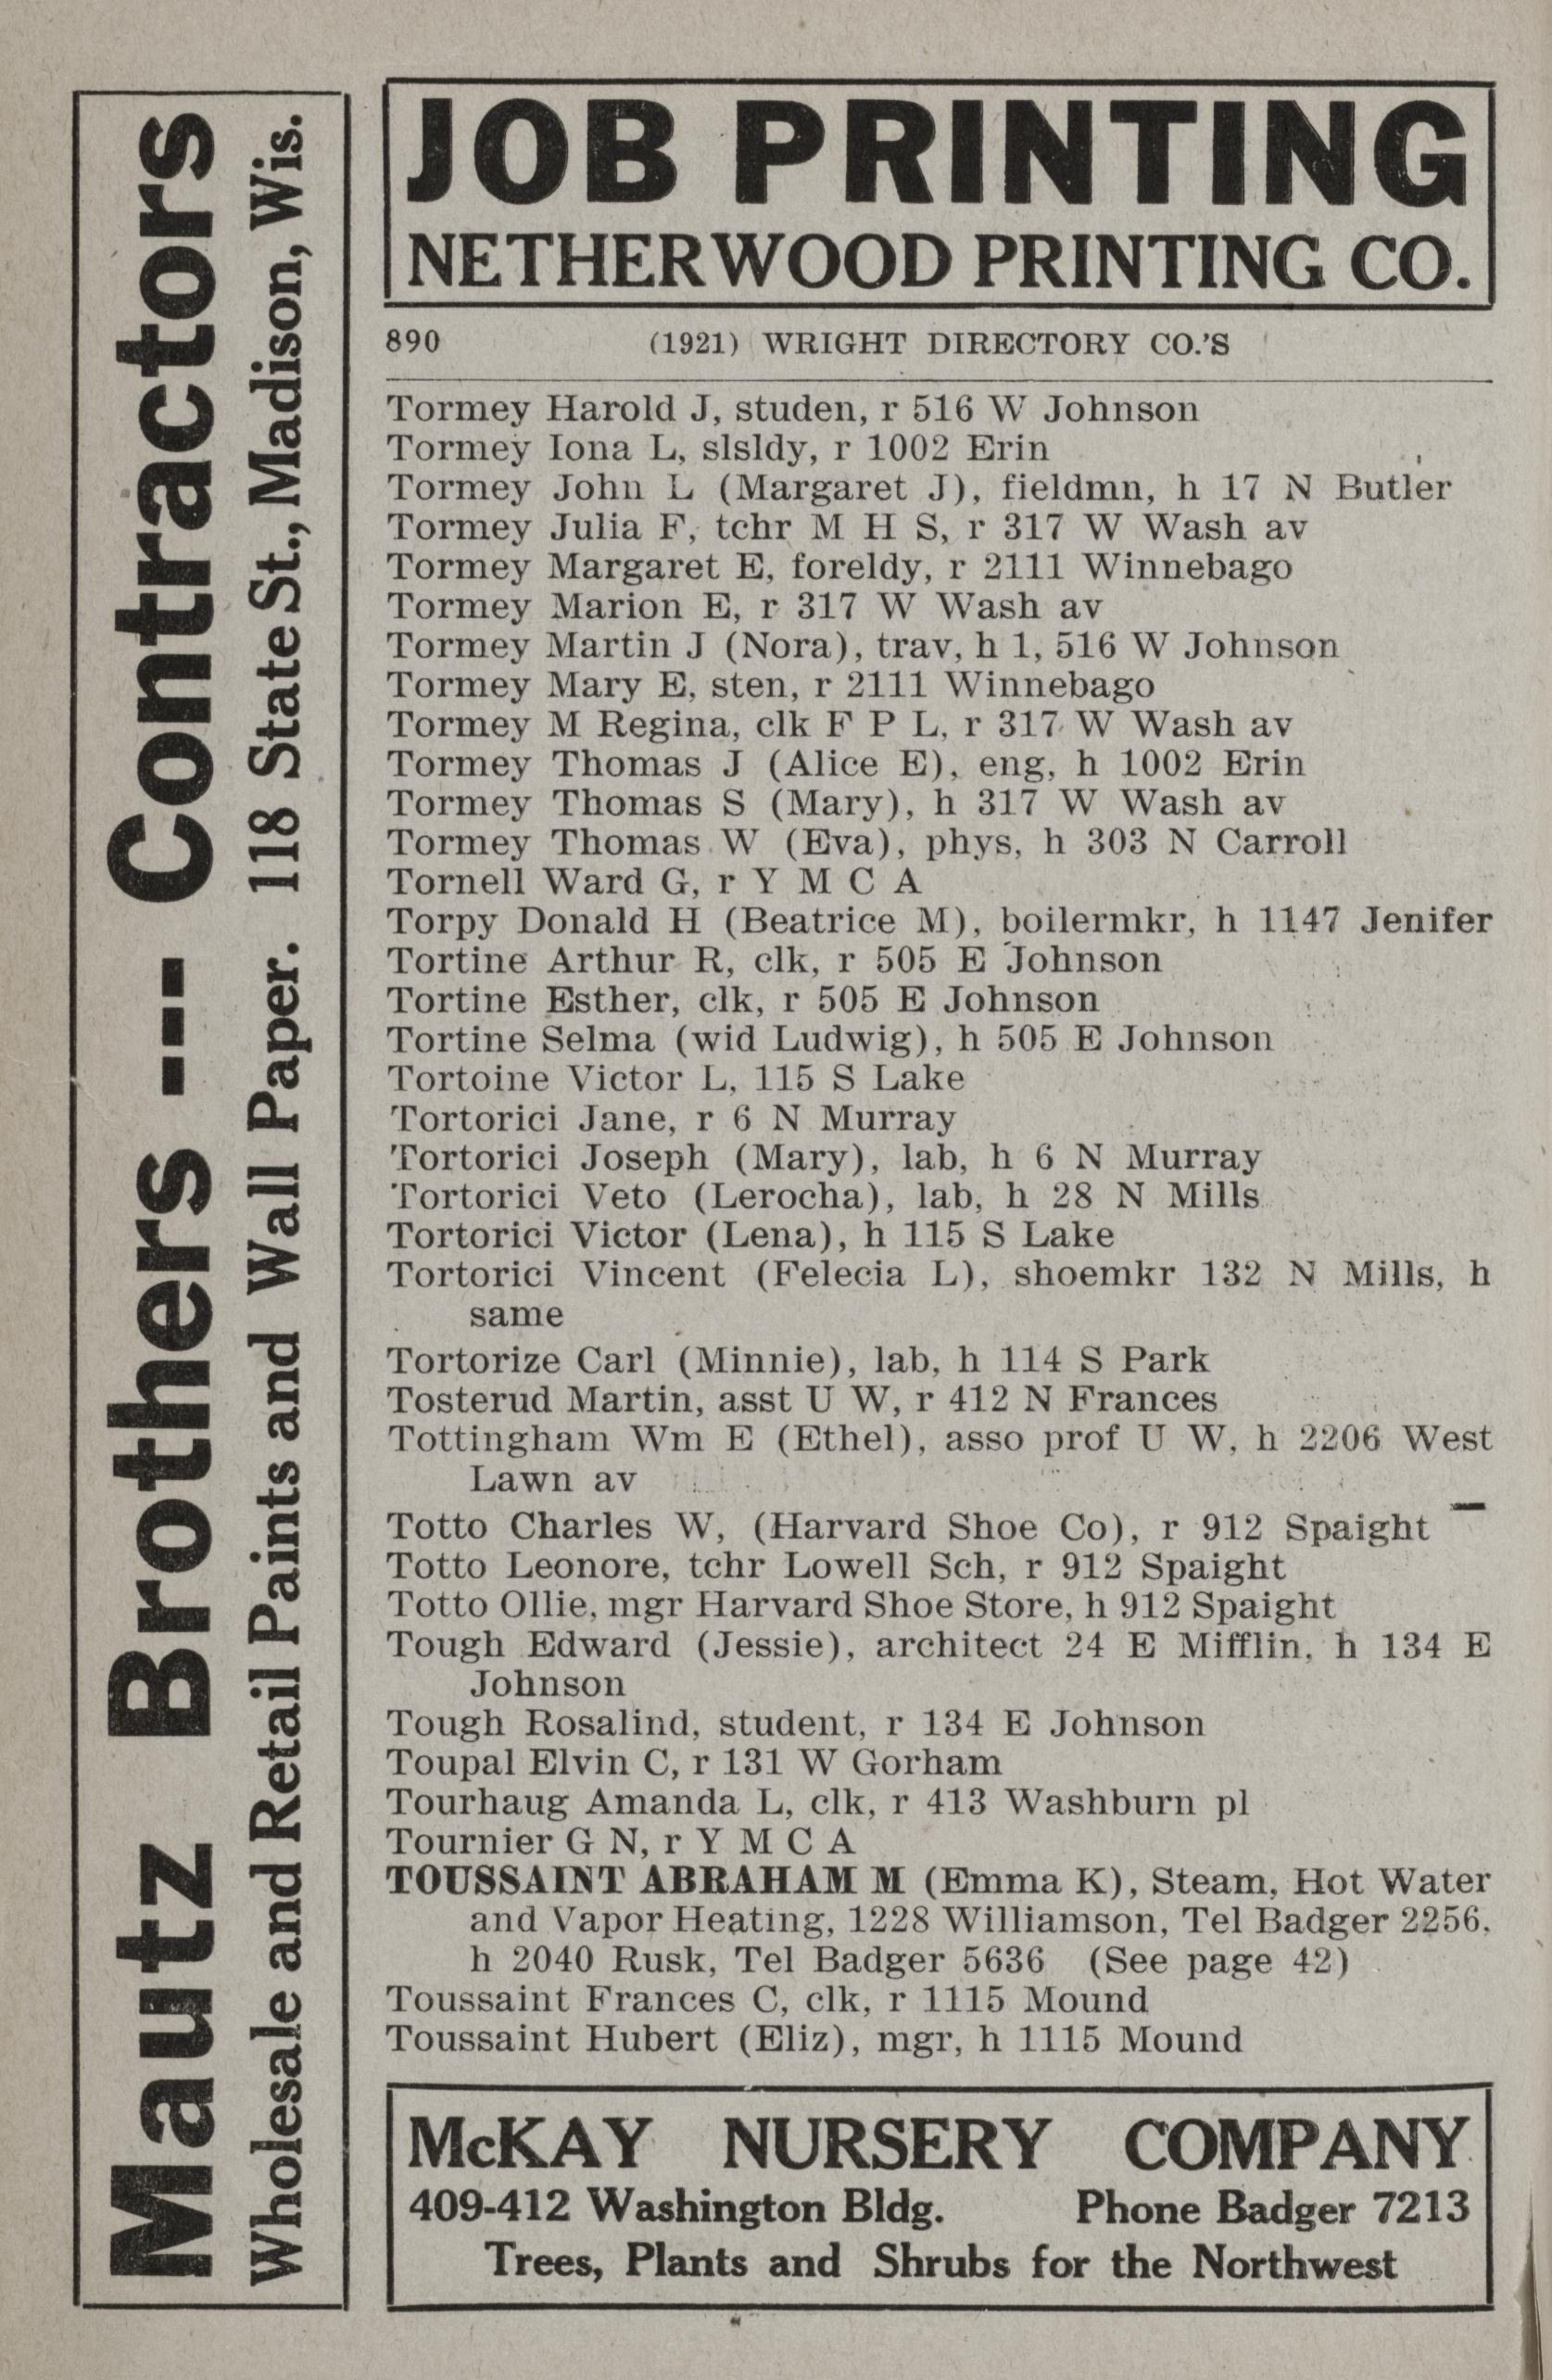 Mautz Brothers --- Contractors
Wholesale and Retail Paints and Wall Paper. 118 State St., Madison, Wis.
JOB PRINTING
NETHERWOOD PRINTING CO.
890 (1921) WRIGHT DIRECTORY CO.'S
Tormey Harold J, studen, r 516 W Johnson
Tormey Iona L, slsldy, r 1002 Erin
Tormey John L (Margaret J), fieldmn, h 17 N Butler
Tormey Julia F, tchr M H S, r 317 W Wash av
Tormey Margaret E, foreldy, r 2111 Winnebago
Tormey Marion E, r 317 W Wash av
Tormey Martin J (Nora), trav, h 1, 516 W Johnson
Tormey Mary E, sten, r 2111 Winnebago
Tormey M Regina, clk F P L, r 317 W Wash av
Tormey Thomas J (Alice E), eng, h 1002 Erin
Tormey Thomas S (Mary), h 317 W Wash av
Tormey Thomas W (Eva), phys, h 303 N Carroll
Tornell Ward G, r Y M C A
Torpy Donald H (Beatrice M), boilermkr, h 1147 Jenifer
Tortine Arthur R, clk, r 505 E Johnson
Tortine Esther, clk, r 505 E Johnson
Tortine Selma (wid Ludwig), h 505 E Johnson
Tortoine Victor L, 115 S Lake
Tortorici Jane, r 6 N Murray
Tortorici Joseph (Mary), lab, h 6 N Murray
Tortorici Veto (Lerocha), lab, h 28 N Mills
Tortorici Victor (Lena), h 115 S Lake
Tortorici Vincent (Felecia L), shoemkr 132 N Mills, h
same
Tortorize Carl (Minnie), lab, h 114 S Park
Tosterud Martin, asst U W, r 412 N Frances
Tottingham Wm E (Ethel), asso prof U W, h 2206 West
Lawn av
Totto Charles W, (Harvard Shoe Co), r 912 Spaight
Totto Leonore, tchr Lowell Sch, r 912 Spaight
Totto Ollie, mgr Harvard Shoe Store, h 912 Spaight
Tough Edward (Jessie), architect 24 E Mifflin, h 134 E
Johnson
Tough Rosalind, student, r 134 E Johnson
Toupal Elvin C, r 131 W Gorham
Tourhaug Amanda L, clk, r 413 Washburn pl
Tournier G N, r Y M C A
TOUSSAINT ABRAHAM M (Emma K), Steam, Hot Water
and Vapor Heating, 1228 Williamson, Tel Badger 2256,
h 2040 Rusk, Tel Badger 5636 (See page 42)
Toussaint Frances C, clk, r 1115 Mound
Toussaint Hubert (Eliz), mgr, h 1115 Mound
McKAY NURSERY COMPANY
409-412 Washington Bldg. Phone Badger 7213
Trees, Plants and Shrubs for the Northwest